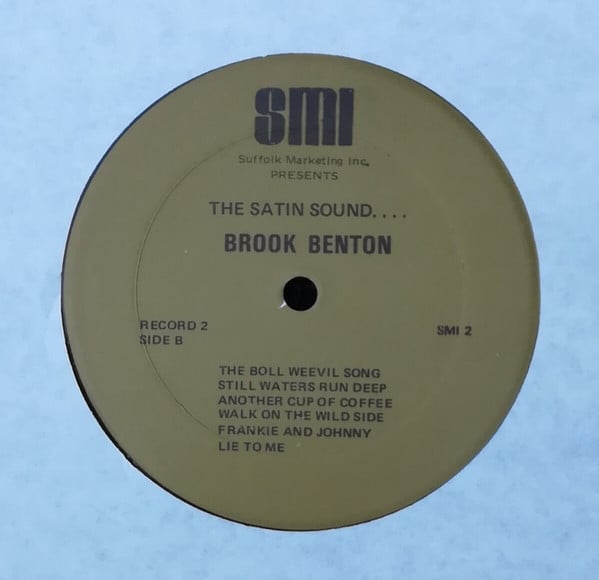 SMI
Suffolk Marketing Inc.
PRESENTS
THE SATIN SOUND....
BROOK BENTON
RECORD 2
SIDE B
SMI 2
THE BOLL WEEVIL SONG
STILL WATERS RUN DEEP
ANOTHER CUP OF COFFEE
WALK ON THE WILD SIDE
FRANKIE AND JOHNNY
LIE TO ME